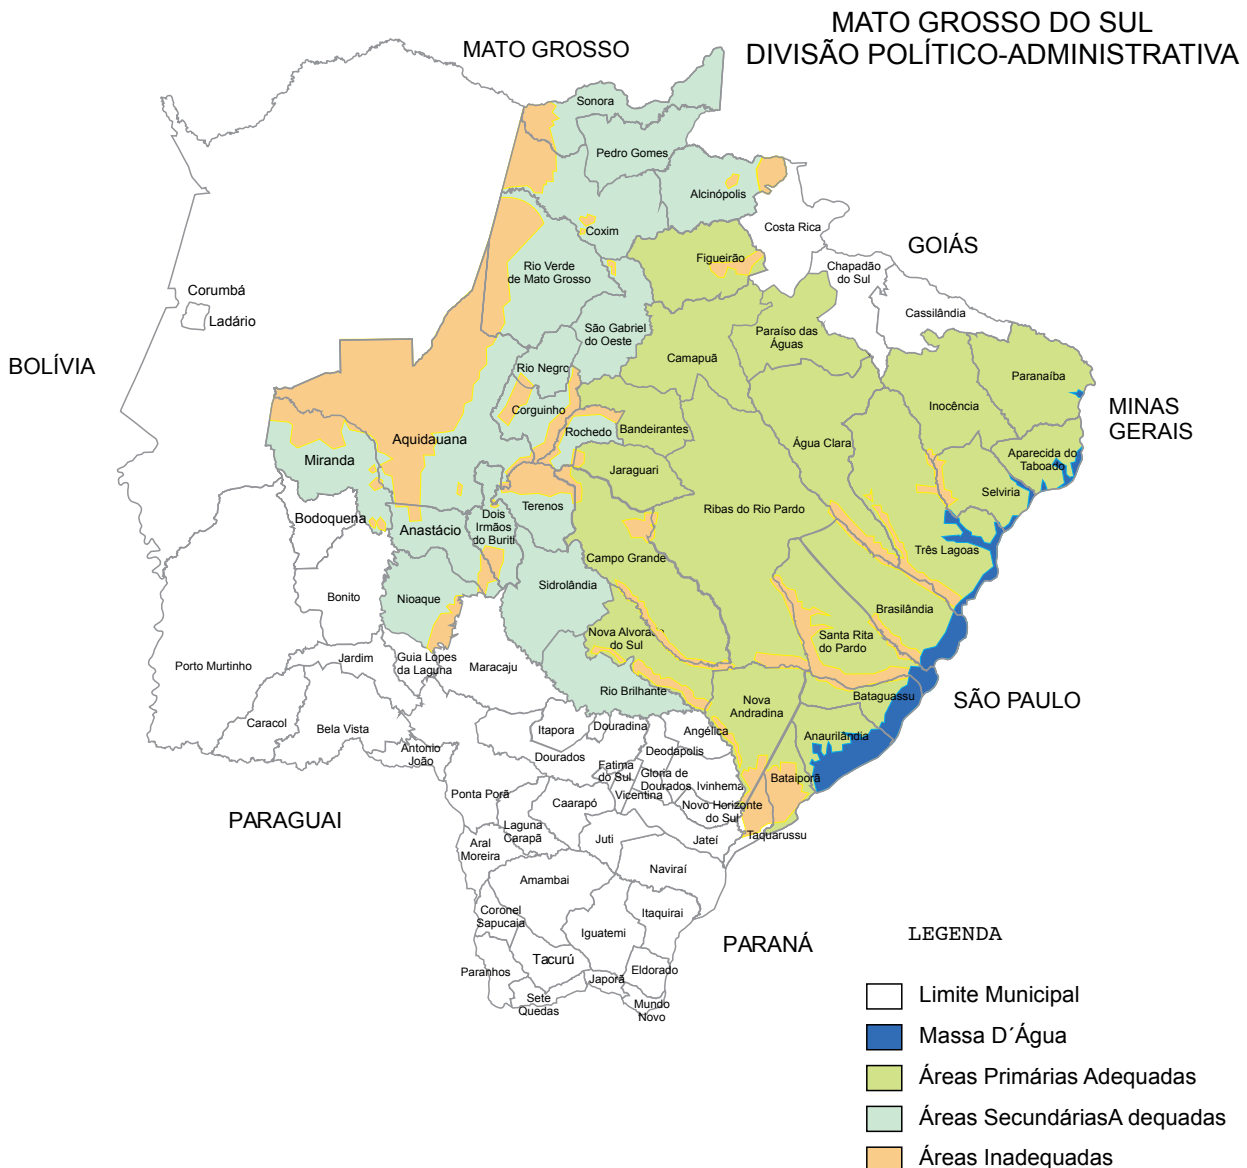 MATO GROSSO DO SUL
DIVISÃO POLÍTICO-ADMINISTRATIVA
MATO GROSSO
Sonora
Pedro Gomes
Alcinópolis
Costa Rica
Coxim
GOIÁS
Figueirão
Chapadão
do Sul
Rio Verde
de Mato Grosso
Corumbá
Ladário
Cassilândia
São Gabriel
do Oeste
Paraíso das
Águas
Camapuã
BOLÍVIA
Rio Negro
Paranaíba
MINAS
GERAIS
Inocência
Corguinho
Bandeirantes
Rochedo
Água Clara
Aquidauana
Aparecida do
Taboado
Miranda
Jaraguari
Selviria
Terenos
Ribas do Rio Pardo
Bodoquena
Anastácio
Dois
Irmãos
do Buriti
Três Lagoas
Campo Grande
Sidrolândia
Bonito
Nioaque
Brasilândia
Nova Alvorada
do Sul
Santa Rita
do Pardo
Porto Murtinho
Jardim
Guia Lopes
da Laguna
Maracaju
Rio Brilhante
Bataguassu
SÃO PAULO
Nova
Andradina
Caracol
Bela Vista
Itapora
Douradina
Angélica
Anaurilândia
Antonio
João
Dourados
Deodápolis
Fatima
do Sul
Gloria de
Dourados
Ivinhema
Bataiporã
Ponta Porã
Vicentina
Caarapó
Novo Horizonte
do Sul
PARAGUAI
Laguna
Carapã
Juti
Jateí
Taquarussu
Aral
Moreira
Naviraí
Amambai
Coronel
Sapucaia
Itaquirai
Iguatemi
PARANÁ
Tacurú
Paranhos
Japorã
Eldorado
Sete
Quedas
Mundo
Novo
LEGENDA
Limite Municipal
Massa D´Água
Áreas Primárias Adequadas
Áreas SecundáriasA dequadas
Áreas Inadequadas